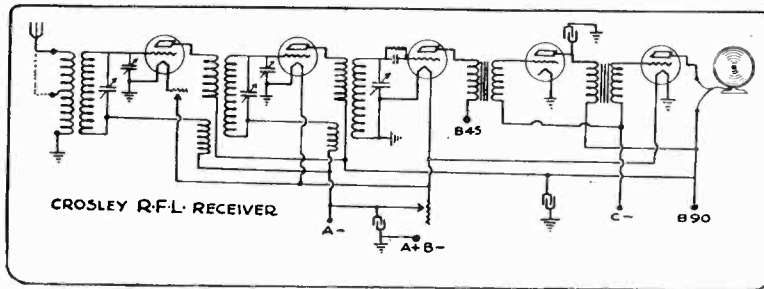 B45
CROSLEY R·F·L· RECEIVER
A-
A+B-
C-
B90